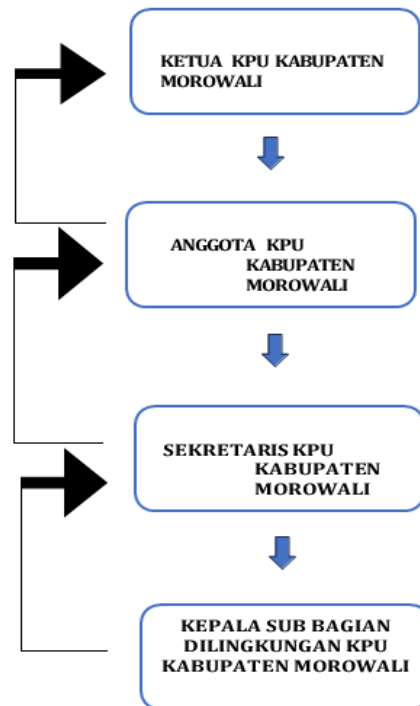 KETUA KPU KABUPATEN
MOROWALI
ANGGOTA KPU
KABUPATEN
MOROWALI
SEKRETARIS KPU
KABUPATEN
MOROWALI
KEPALA SUB BAGIAN
DILINGKUNGAN KPU
KABUPATEN MOROWALI